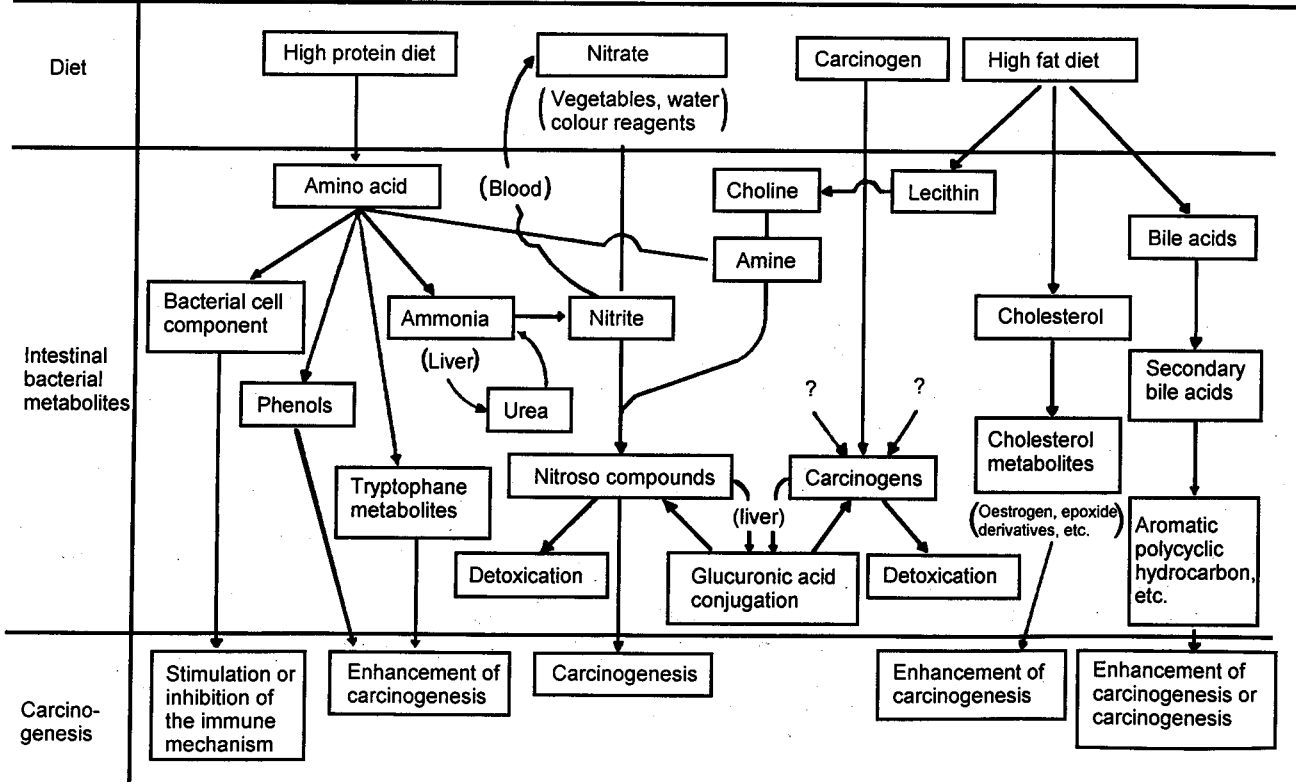 Diet
High protein diet
Nitrate
(Vegetables, water
colour reagents)
Carcinogen
High fat diet
Intestinal
bacterial
metabolites
Amino acid
(Blood)
Choline
Lecithin
Amine
Bile acids
Bacterial cell
component
Ammonia
Nitrite
Cholesterol
(Liver)
Urea
Phenols
?
?
Secondary
bile acids
Cholesterol
metabolites
Tryptophane
metabolites
Nitroso compounds
(liver)
Carcinogens
(Oestrogen, epoxide)
derivatives, etc.
Aromatic
polycyclic
hydrocarbon,
etc.
Detoxication
Glucuronic acid
conjugation
Detoxication
Carcino-
genesis
Stimulation or
inhibition of
the immune
mechanism
Enhancement of
carcinogenesis
Carcinogenesis
Enhancement of
carcinogenesis
Enhancement of
carcinogenesis or
carcinogenesis